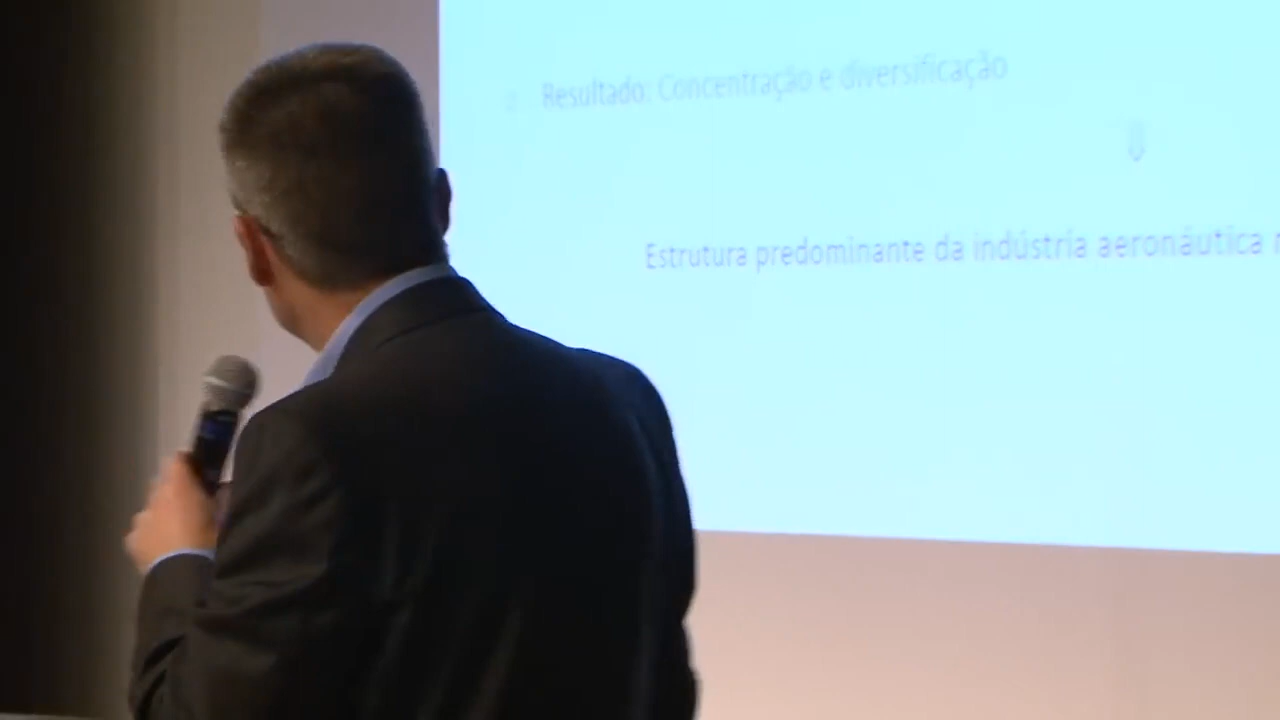 Resultado: Concentração e diversificação
Estrutura predominante da indústria aeronáutica